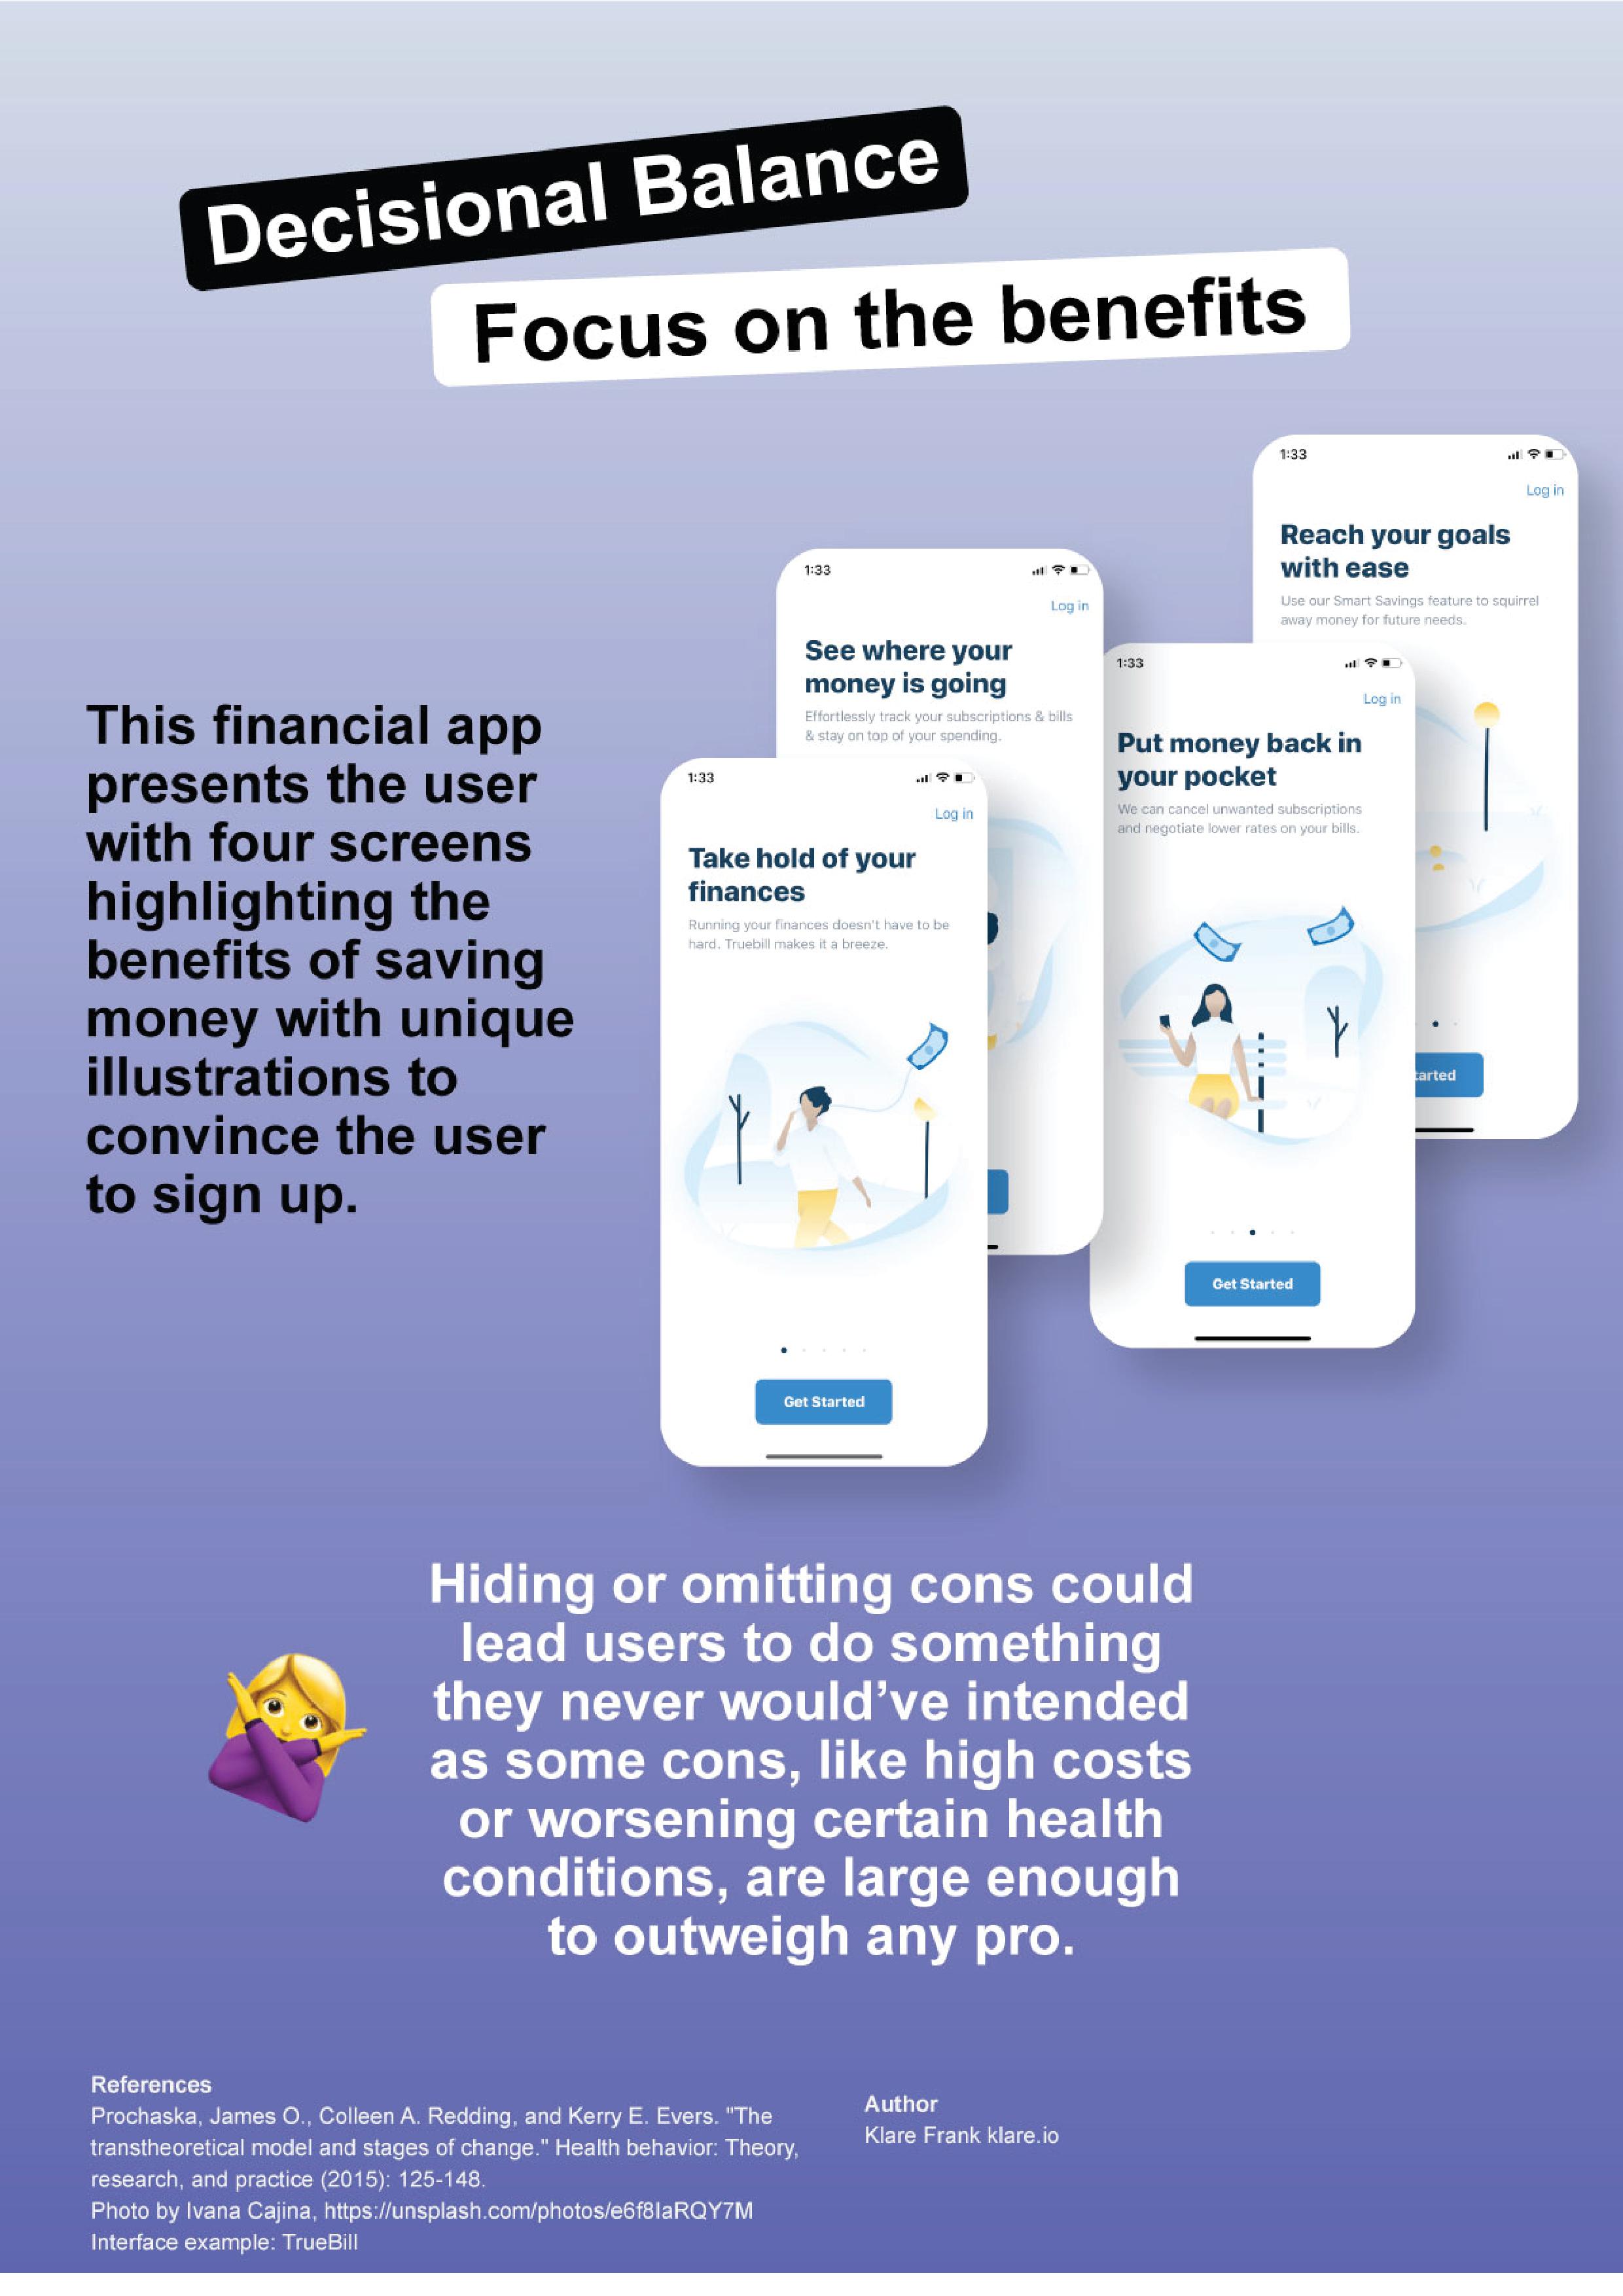 Decisional Balance
Focus on the benefits
This financial app
presents the user
with four screens
highlighting the
benefits of saving
money with unique
illustrations to
convince the user
to sign up.
1:33
Log in
Take hold of your
finances
Running your finances doesn't have to be
hard. Truebill makes it a breeze.
Get Started
1:33
Log in
See where your
money is going
Effortlessly track your subscriptions & bills
& stay on top of your spending.
1:33
Log in
Put money back in
your pocket
We can cancel unwanted subscriptions
and negotiate lower rates on your bills.
Get Started
1:33
Log in
Reach your goals
with ease
Use our Smart Savings feature to squirrel
away money for future needs.
tarted
Hiding or omitting cons could
lead users to do something
they never would’ve intended
as some cons, like high costs
or worsening certain health
conditions, are large enough
to outweigh any pro.
References
Prochaska, James O., Colleen A. Redding, and Kerry E. Evers. "The
transtheoretical model and stages of change." Health behavior: Theory,
research, and practice (2015): 125-148.
Photo by Ivana Cajina, https://unsplash.com/photos/e6f8IaRQY7M
Interface example: TrueBill
Author
Klare Frank klare.io